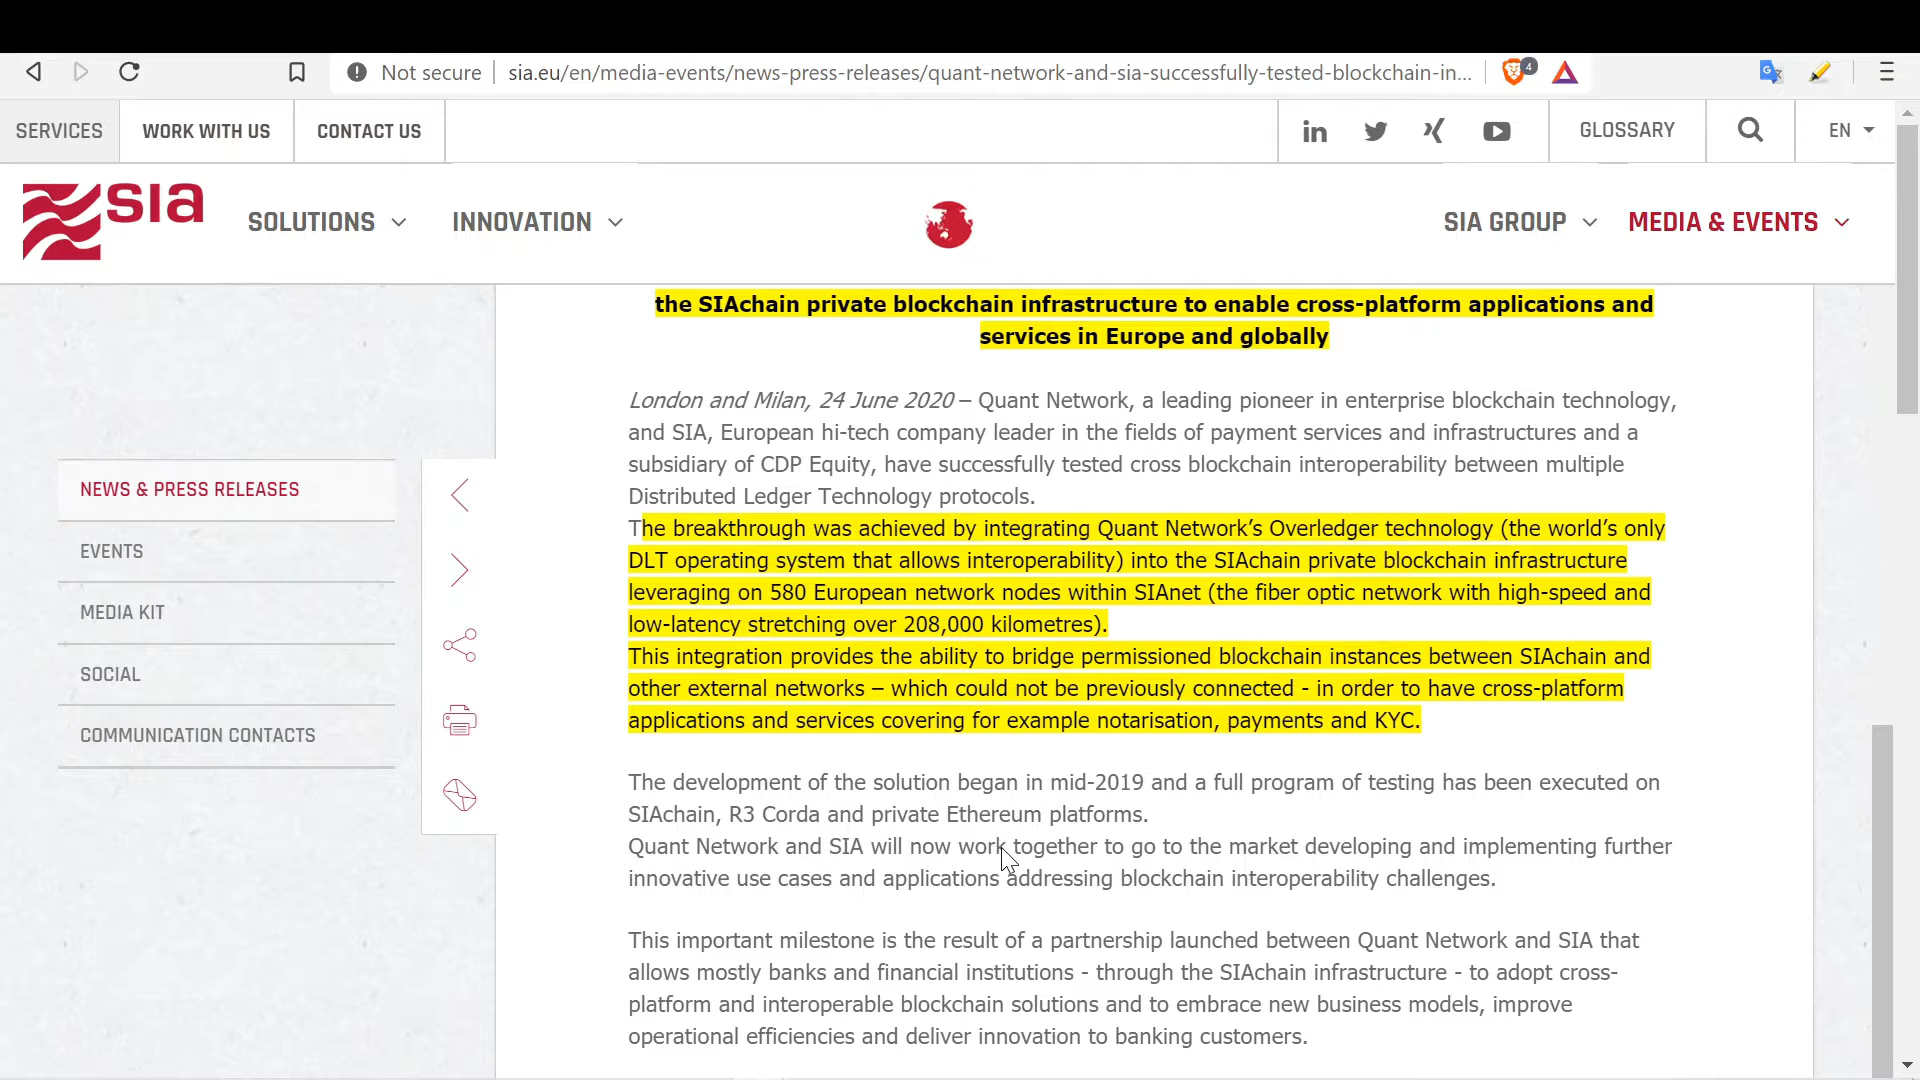 Not secure
sia.eu/en/media-events/news-press-releases/quant-network-and-sia-successfully-tested-blockchain-in...
4
SERVICES
WORK WITH US
CONTACT US
GLOSSARY
EN
sia
SOLUTIONS
INNOVATION
SIA GROUP
MEDIA & EVENTS
the SIAchain private blockchain infrastructure to enable cross-platform applications and
services in Europe and globally
London and Milan, 24 June 2020 – Quant Network, a leading pioneer in enterprise blockchain technology,
and SIA, European hi-tech company leader in the fields of payment services and infrastructures and a
subsidiary of CDP Equity, have successfully tested cross blockchain interoperability between multiple
Distributed Ledger Technology protocols.
The breakthrough was achieved by integrating Quant Network’s Overledger technology (the world’s only
DLT operating system that allows interoperability) into the SIAchain private blockchain infrastructure
leveraging on 580 European network nodes within SIAnet (the fiber optic network with high-speed and
low-latency stretching over 208,000 kilometres).
This integration provides the ability to bridge permissioned blockchain instances between SIAchain and
other external networks – which could not be previously connected - in order to have cross-platform
applications and services covering for example notarisation, payments and KYC.
The development of the solution began in mid-2019 and a full program of testing has been executed on
SIAchain, R3 Corda and private Ethereum platforms.
Quant Network and SIA will now work together to go to the market developing and implementing further
innovative use cases and applications addressing blockchain interoperability challenges.
This important milestone is the result of a partnership launched between Quant Network and SIA that
allows mostly banks and financial institutions - through the SIAchain infrastructure - to adopt cross-
platform and interoperable blockchain solutions and to embrace new business models, improve
operational efficiencies and deliver innovation to banking customers.
NEWS & PRESS RELEASES
EVENTS
MEDIA KIT
SOCIAL
COMMUNICATION CONTACTS